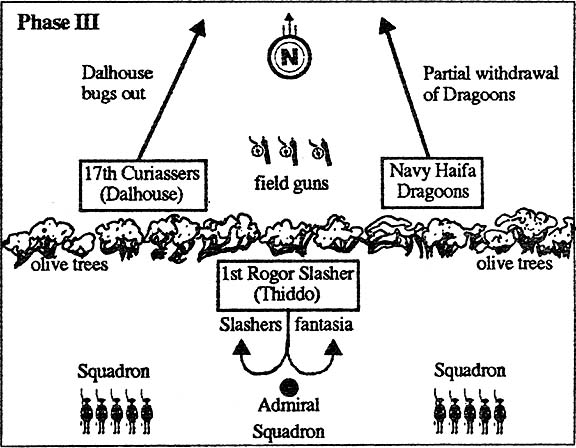 Phase III
N
Dalhouse
bugs out
Partial withdrawal
of Dragoons
17th Curiassers
(Dalhouse)
field guns
Navy Haifa
Dragoons
olive trees
olive trees
1st Rogor Slasher
(Thiddo)
Slashers fantasia
Squadron
Squadron
Admiral
Squadron